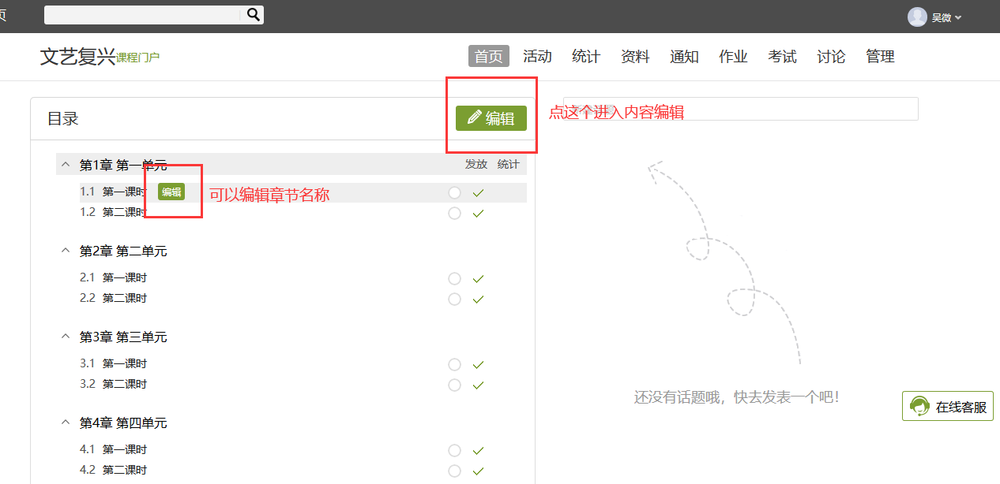 页
吴微
文艺复兴课程门户
首页 活动 统计 资料 通知 作业 考试 讨论 管理
目录
编辑
点这个进入内容编辑
第1章 第一单元 发放 统计
1.1 第一课时 编辑
可以编辑章节名称
1.2 第二课时
第2章 第二单元
2.1 第一课时
2.2 第二课时
第3章 第三单元
3.1 第一课时
3.2 第二课时
还没有话题哦，快去发表一个吧！
在线客服
第4章 第四单元
4.1 第一课时
4.2 第二课时